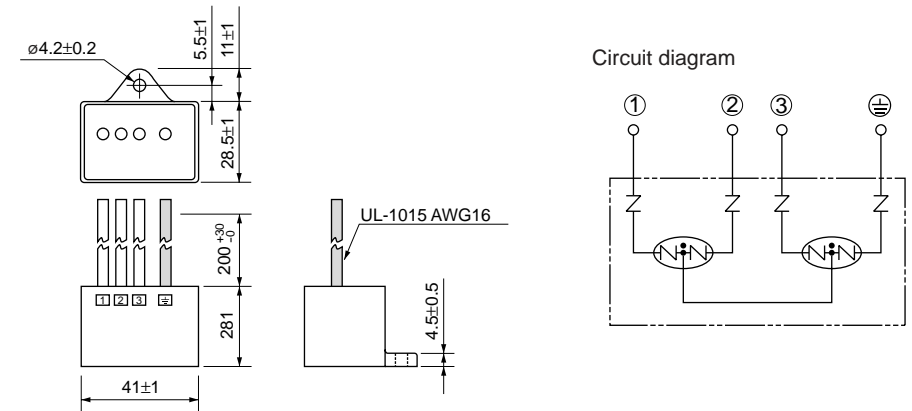 ø4.2±0.2
5.5±1
11±1
28.5±1
Circuit diagram
① ② ③
UL-1015 AWG16
200 +30 -0
1 2 3
281
4.5±0.5
41±1